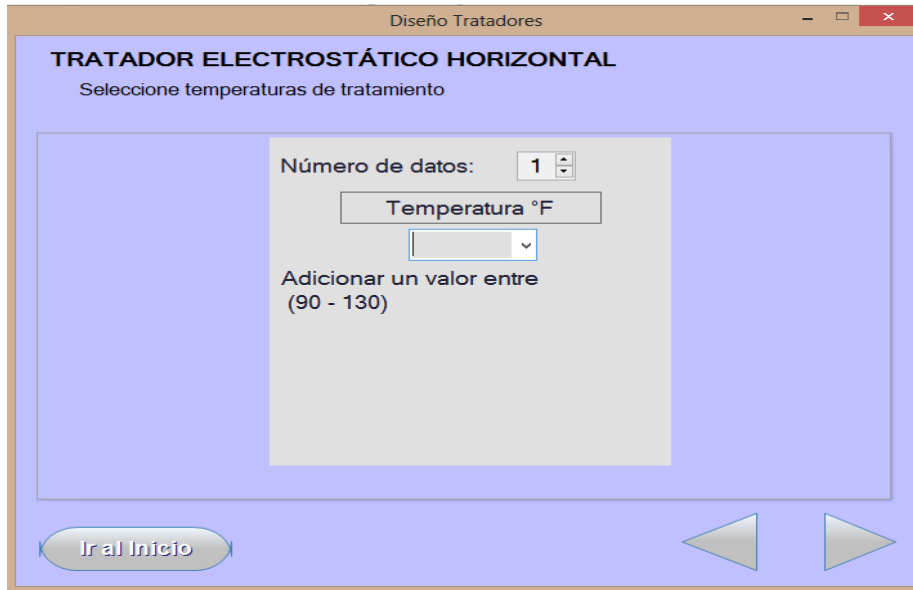 Diseño Tratadores
TRATADOR ELECTROSTÁTICO HORIZONTAL
Seleccione temperaturas de tratamiento
Número de datos: 1
Temperatura °F
Adicionar un valor entre
(90 - 130)
Ir al Inicio